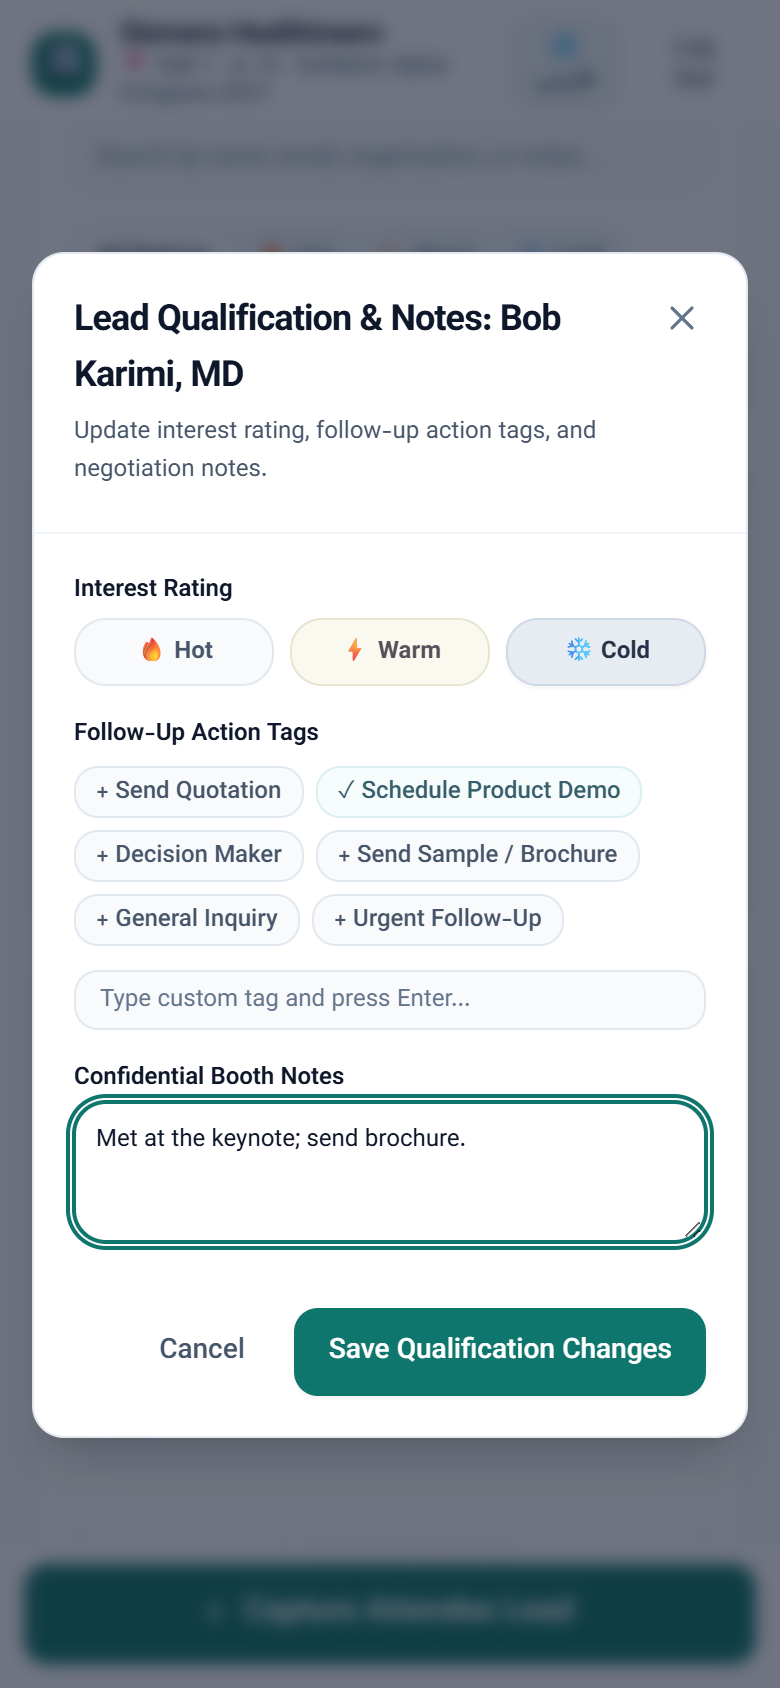 Lead Qualification & Notes: Bob
Karimi, MD
Update interest rating, follow-up action tags, and
negotiation notes.
Interest Rating
🔥 Hot
⚡ Warm
❄️ Cold
Follow-Up Action Tags
+ Send Quotation
✓ Schedule Product Demo
+ Decision Maker
+ Send Sample / Brochure
+ General Inquiry
+ Urgent Follow-Up
Type custom tag and press Enter...
Confidential Booth Notes
Met at the keynote; send brochure.
Cancel
Save Qualification Changes
+ Capture Attendee Lead